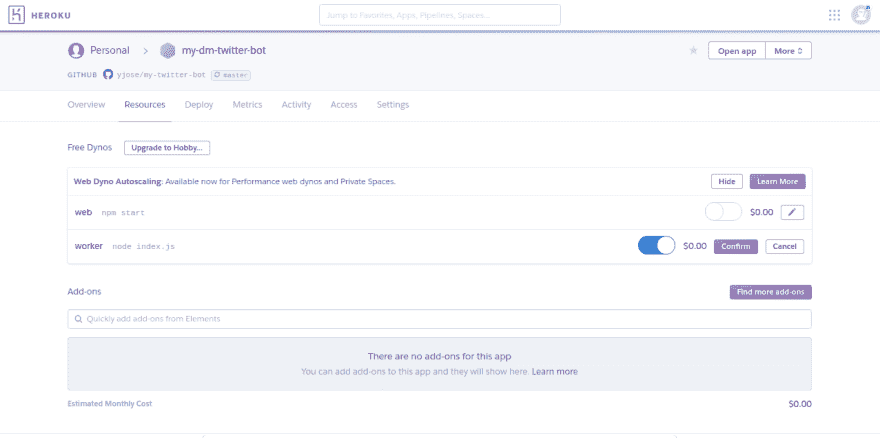 HEROKU
Jump to Favorites, Apps, Pipelines, Spaces...
Personal > my-dm-twitter-bot
Open app
More
GITHUB yjose/my-twitter-bot master
Overview Resources Deploy Metrics Activity Access Settings
Free Dynos
Upgrade to Hobby...
Web Dyno Autoscaling: Available now for Performance web dynos and Private Spaces.
Hide
Learn More
web npm start
$0.00
worker node index.js
$0.00
Confirm
Cancel
Add-ons
Find more add-ons
Quickly add add-ons from Elements
There are no add-ons for this app
You can add add-ons to this app and they will show here. Learn more
Estimated Monthly Cost
$0.00